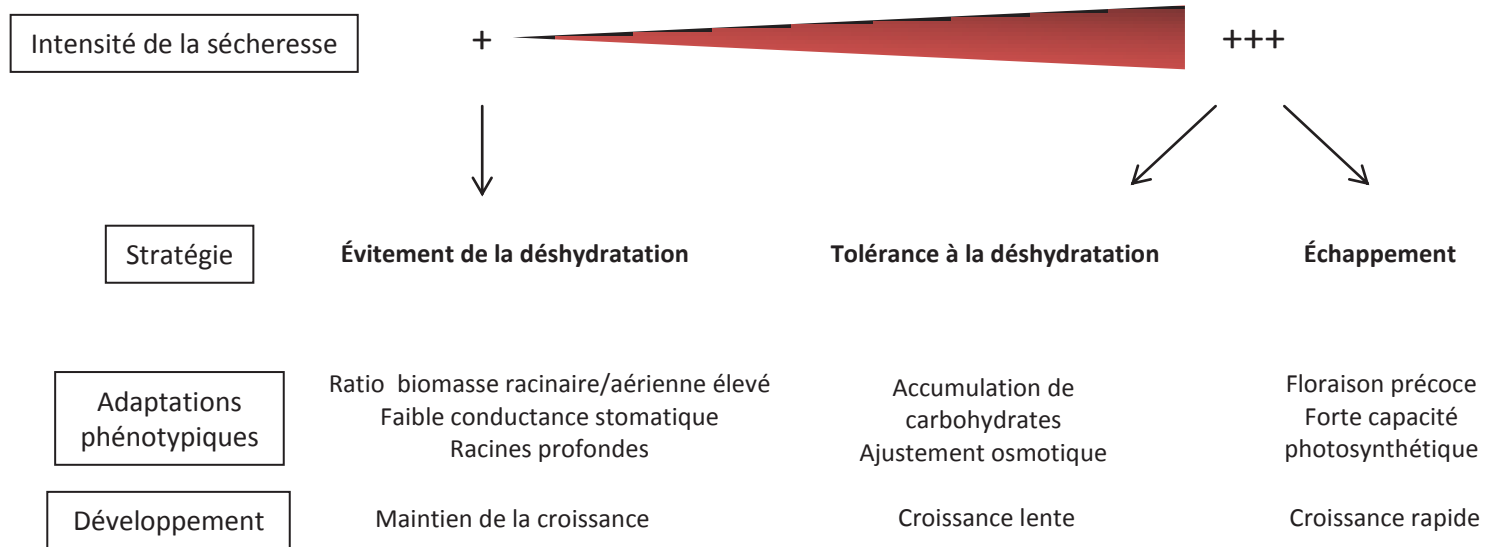 Intensité de la sécheresse
+
+++
Stratégie
Évitement de la déshydratation
Tolérance à la déshydratation
Échappement
Adaptations
phénotypiques
Ratio biomasse racinaire/aérienne élevé
Faible conductance stomatique
Racines profondes
Accumulation de
carbohydrates
Ajustement osmotique
Floraison précoce
Forte capacité
photosynthétique
Développement
Maintien de la croissance
Croissance lente
Croissance rapide